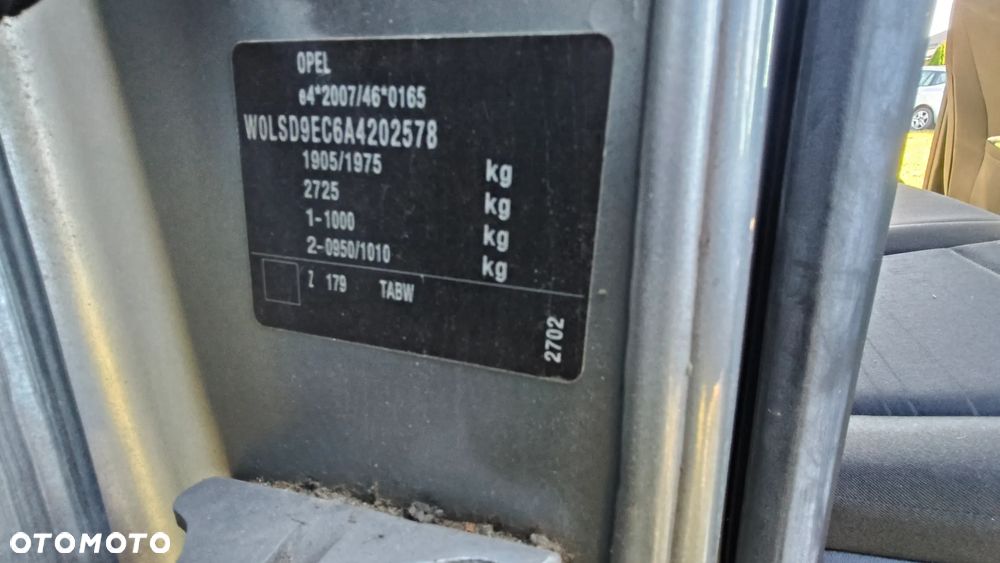 OPEL
e4*2007/46*0165
W0LSD9EC6A4202578
1905/1975 kg
2725 kg
1-1000 kg
2-0950/1010 kg
Z 179 TABW
2702
OTOMOTO